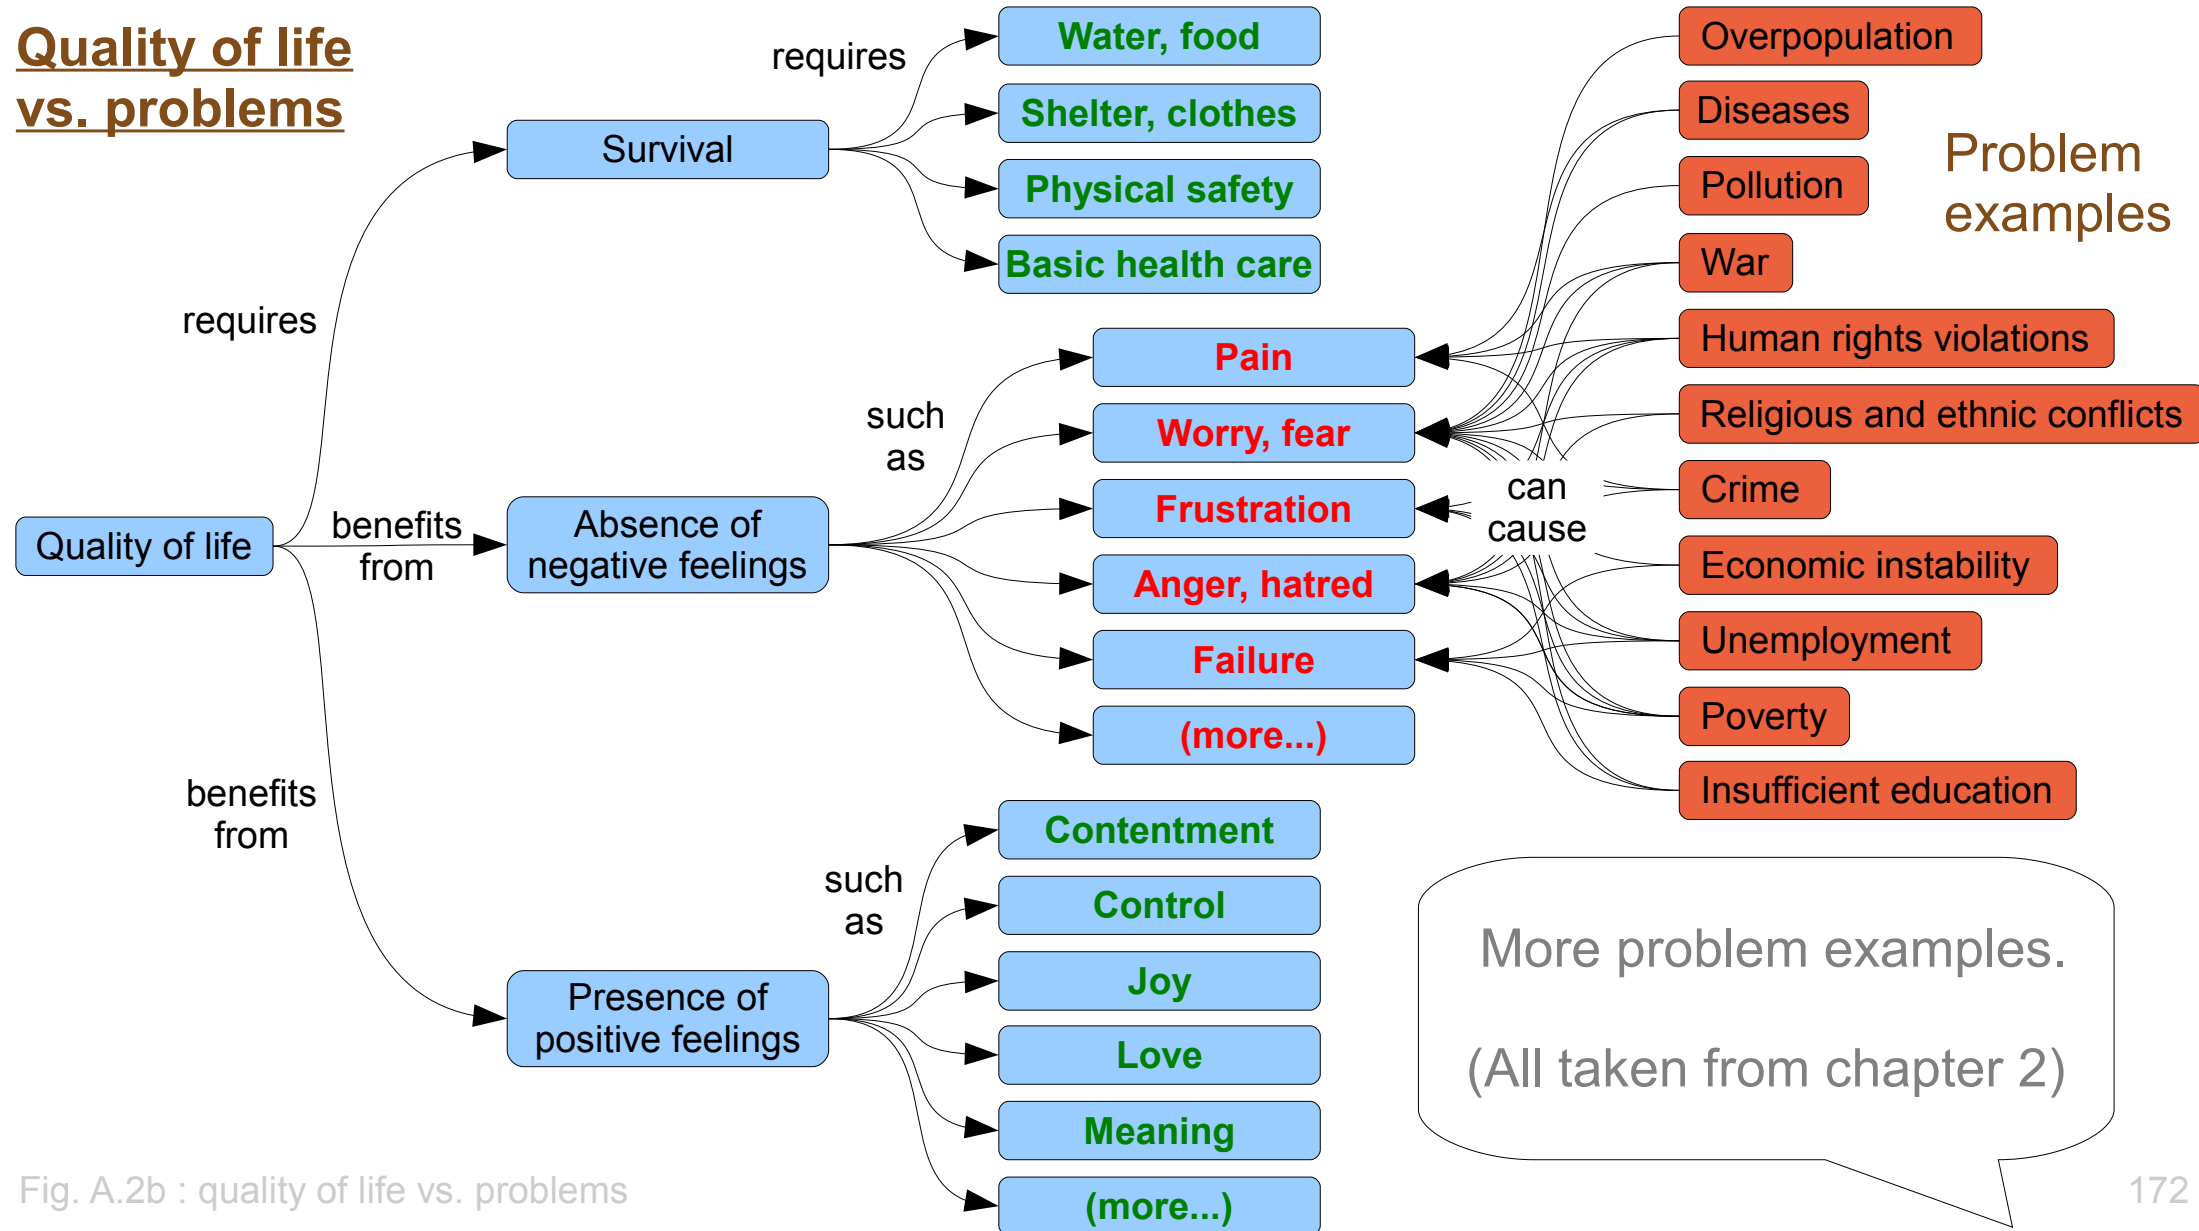 Quality of life
vs. problems
requires
Water, food
Shelter, clothes
Physical safety
Basic health care
Survival
requires
such
as
Pain
Worry, fear
Frustration
Anger, hatred
Failure
(more...)
Quality of life
benefits
from
Absence of
negative feelings
benefits
from
such
as
Contentment
Control
Joy
Love
Meaning
(more...)
Presence of
positive feelings
can
cause
Overpopulation
Diseases
Pollution
War
Human rights violations
Religious and ethnic conflicts
Crime
Economic instability
Unemployment
Poverty
Insufficient education
Problem
examples
More problem examples.
(All taken from chapter 2)
Fig. A.2b : quality of life vs. problems
172